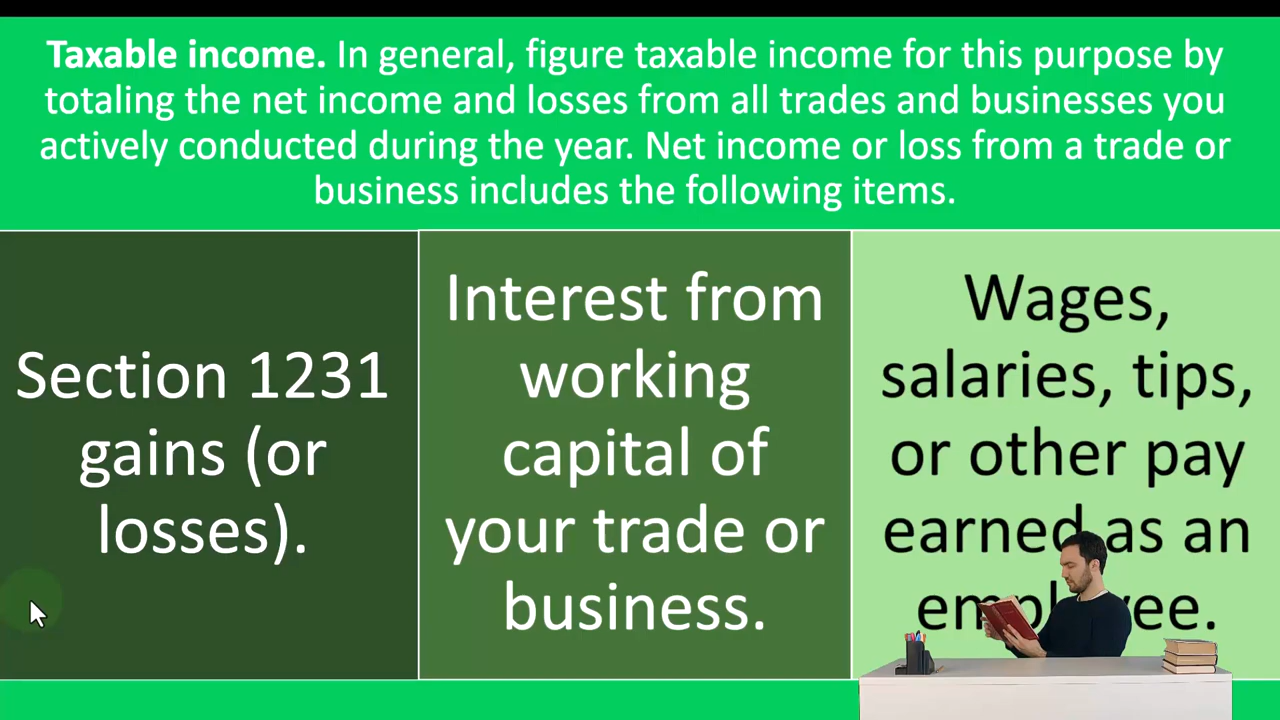 Taxable income. In general, figure taxable income for this purpose by
totaling the net income and losses from all trades and businesses you
actively conducted during the year. Net income or loss from a trade or
business includes the following items.
Section 1231
gains (or
losses).
Interest from
working
capital of
your trade or
business.
Wages,
salaries, tips,
or other pay
earned as an
employee.